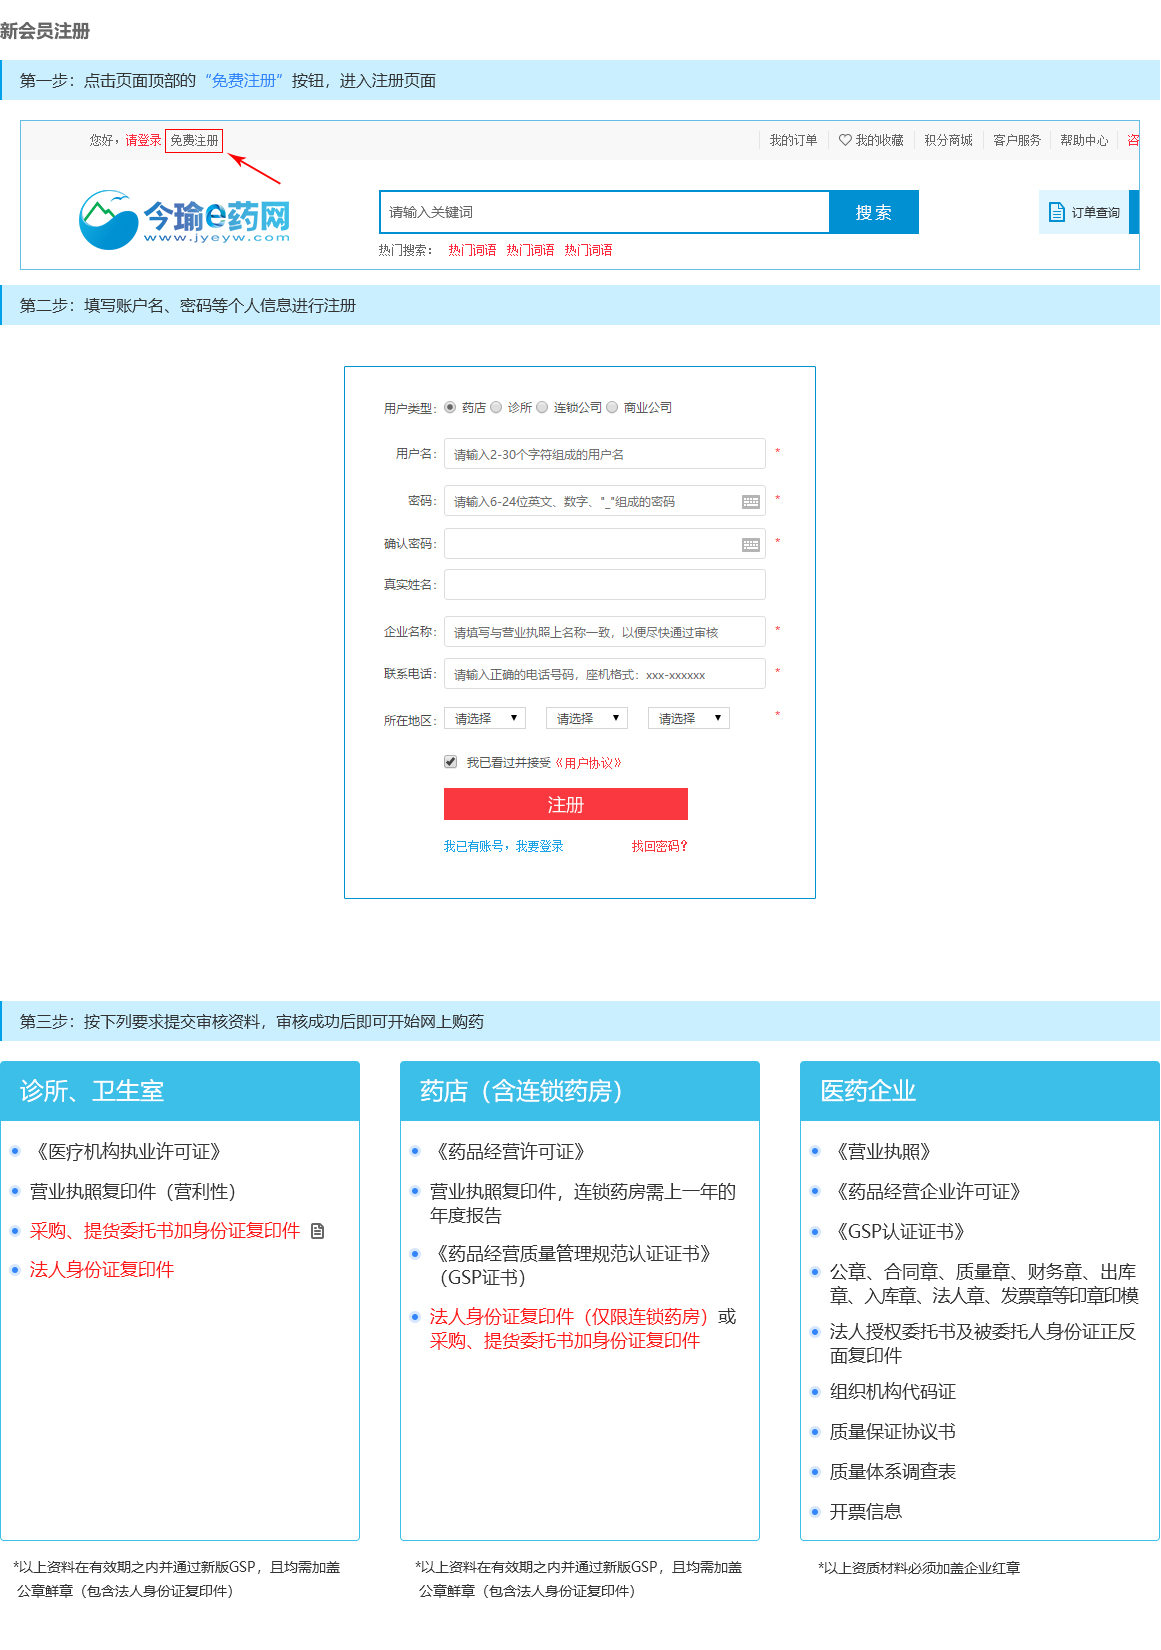 新会员注册
第一步：点击页面顶部的“免费注册”按钮，进入注册页面
您好，请登录 免费注册
我的订单 我的收藏 积分商城 客户服务 帮助中心 咨
今瑜e药网
www.jyeyw.com
请输入关键词 搜索
订单查询
热门搜索： 热门词语 热门词语 热门词语
第二步：填写账户名、密码等个人信息进行注册
用户类型： 药店 诊所 连锁公司 商业公司
用户名： 请输入2-30个字符组成的用户名 *
密码： 请输入6-24位英文、数字、"_"组成的密码 *
确认密码： *
真实姓名：
企业名称： 请填写与营业执照上名称一致，以便尽快通过审核 *
联系电话： 请输入正确的电话号码，座机格式：xxx-xxxxxx *
所在地区： 请选择 请选择 请选择 *
我已看过并接受《用户协议》
注册
我已有账号，我要登录 找回密码？
第三步：按下列要求提交审核资料，审核成功后即可开始网上购药
诊所、卫生室
《医疗机构执业许可证》
营业执照复印件（营利性）
采购、提货委托书加身份证复印件
法人身份证复印件
*以上资料在有效期之内并通过新版GSP，且均需加盖
公章鲜章（包含法人身份证复印件）
药店（含连锁药房）
《药品经营许可证》
营业执照复印件，连锁药房需上一年的
年度报告
《药品经营质量管理规范认证证书》
（GSP证书）
法人身份证复印件（仅限连锁药房）或
采购、提货委托书加身份证复印件
*以上资料在有效期之内并通过新版GSP，且均需加盖
公章鲜章（包含法人身份证复印件）
医药企业
《营业执照》
《药品经营企业许可证》
《GSP认证证书》
公章、合同章、质量章、财务章、出库
章、入库章、法人章、发票章等印章印模
法人授权委托书及被委托人身份证正反
面复印件
组织机构代码证
质量保证协议书
质量体系调查表
开票信息
*以上资质材料必须加盖企业红章